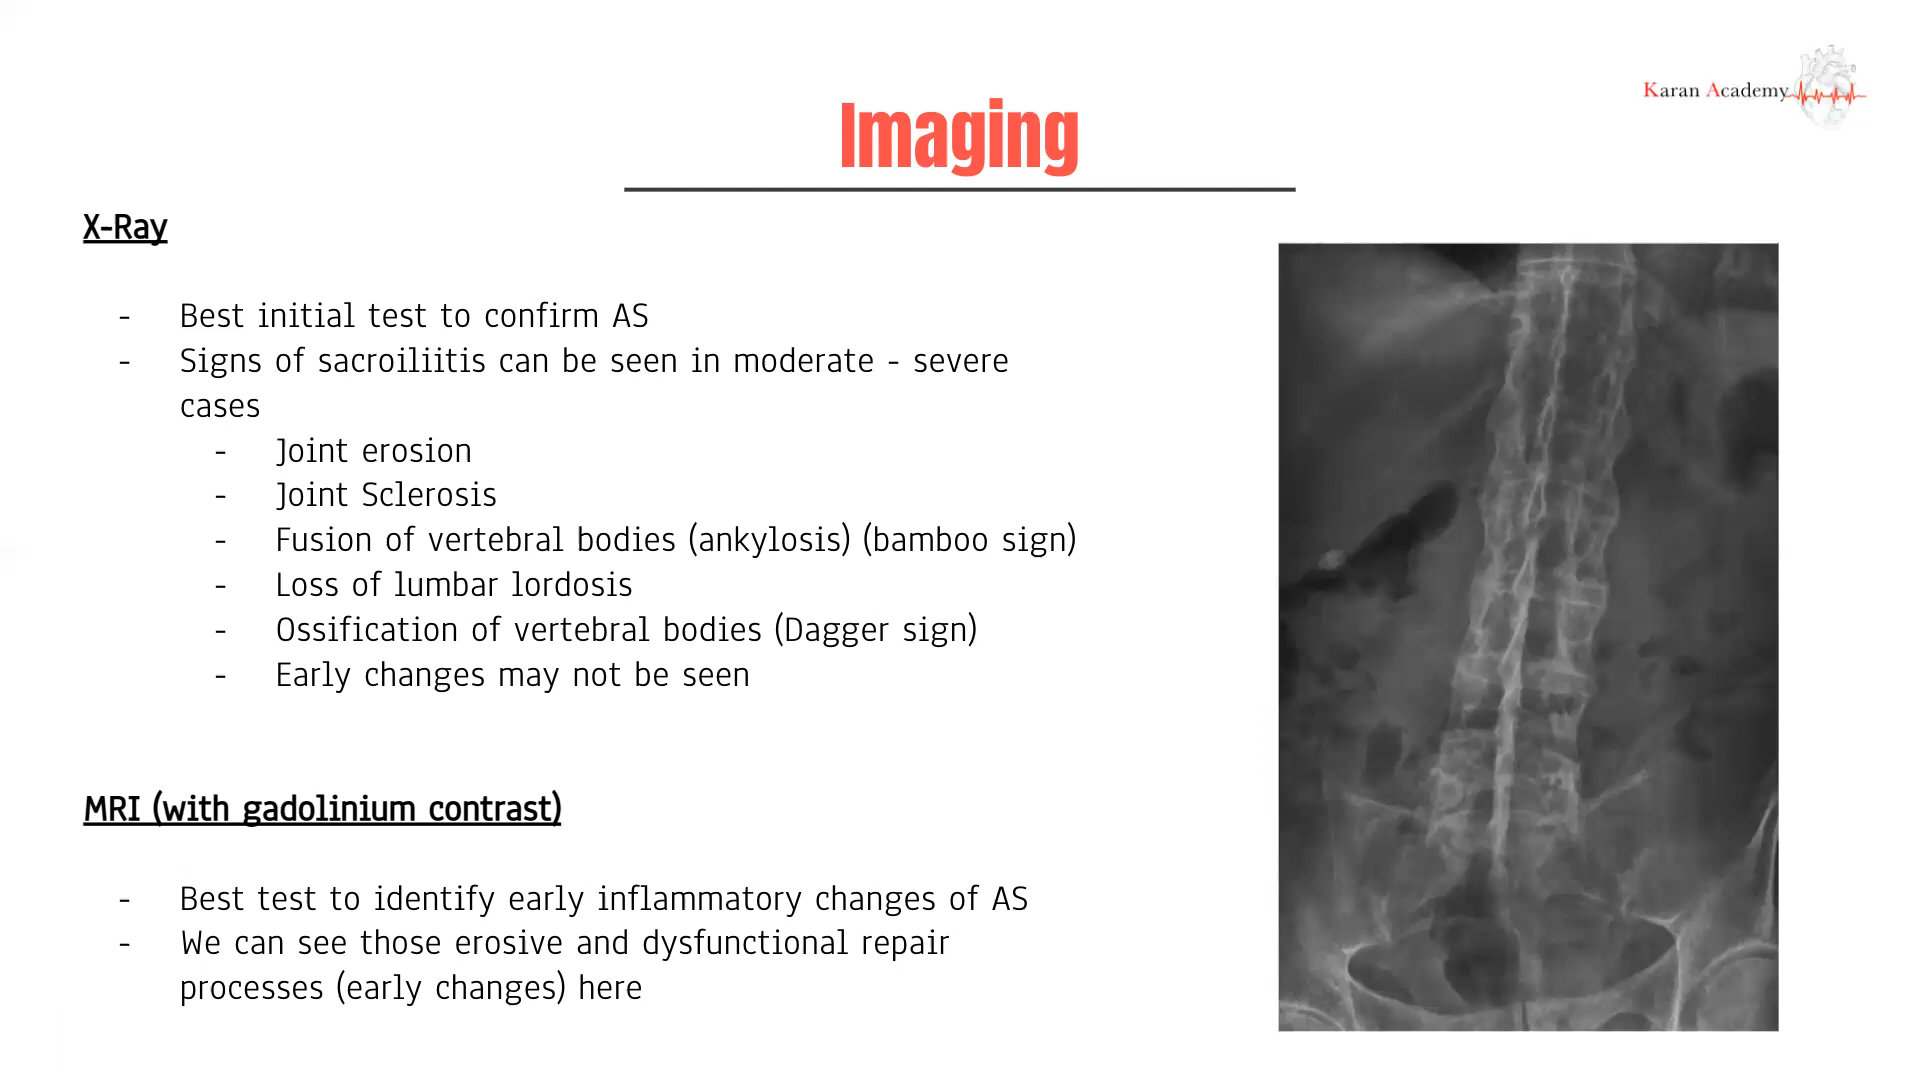 Karan Academy
Imaging
X-Ray
- Best initial test to confirm AS
- Signs of sacroiliitis can be seen in moderate - severe
cases
- Joint erosion
- Joint Sclerosis
- Fusion of vertebral bodies (ankylosis) (bamboo sign)
- Loss of lumbar lordosis
- Ossification of vertebral bodies (Dagger sign)
- Early changes may not be seen
MRI (with gadolinium contrast)
- Best test to identify early inflammatory changes of AS
- We can see those erosive and dysfunctional repair
processes (early changes) here